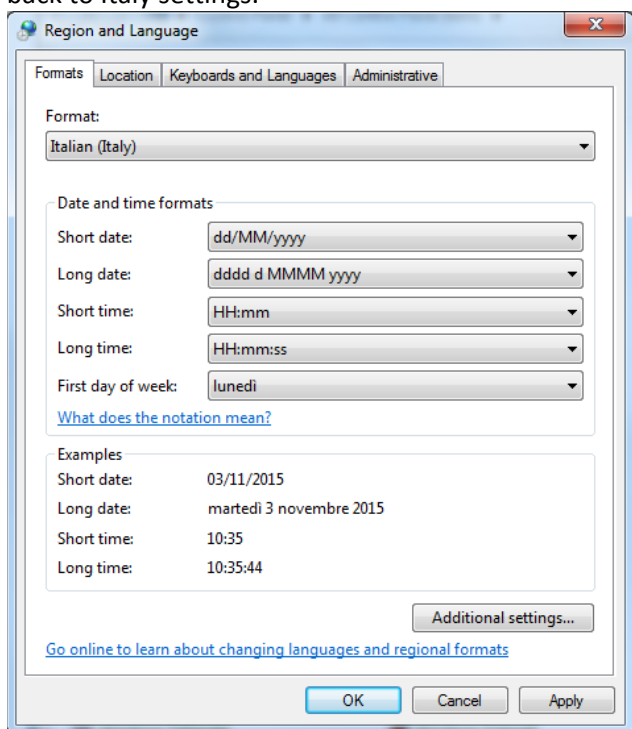 back to Italy settings.
Region and Language
Formats Location Keyboards and Languages Administrative
Format:
Italian (Italy)
Date and time formats
Short date: dd/MM/yyyy
Long date: dddd d MMMM yyyy
Short time: HH:mm
Long time: HH:mm:ss
First day of week: lunedì
What does the notation mean?
Examples
Short date: 03/11/2015
Long date: martedì 3 novembre 2015
Short time: 10:35
Long time: 10:35:44
Additional settings...
Go online to learn about changing languages and regional formats
OK Cancel Apply